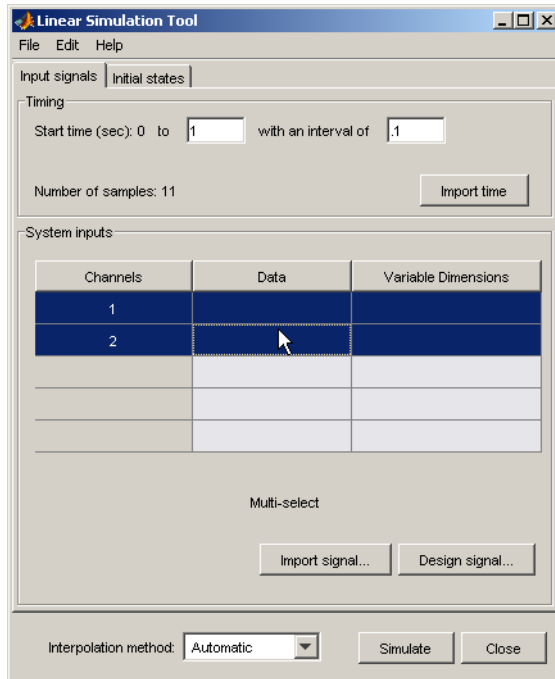 Linear Simulation Tool
File Edit Help
Input signals Initial states
Timing
Start time (sec): 0 to 1 with an interval of .1
Number of samples: 11 Import time
System inputs
Channels Data Variable Dimensions
1
2
Multi-select
Import signal... Design signal...
Interpolation method: Automatic Simulate Close